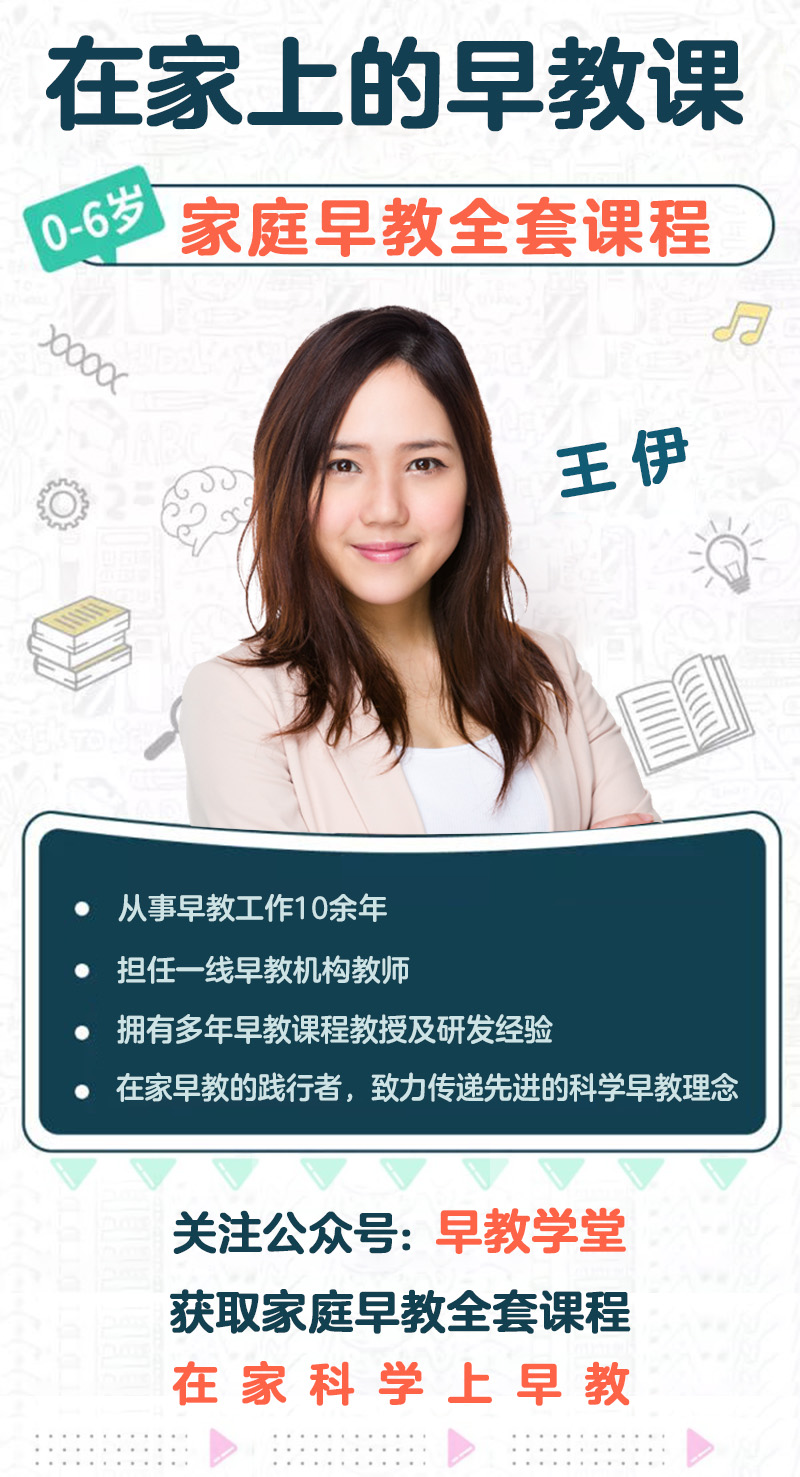 在家上的早教课
0-6岁
家庭早教全套课程
王伊
从事早教工作10余年
担任一线早教机构教师
拥有多年早教课程教授及研发经验
在家早教的践行者，致力传递先进的科学早教理念
关注公众号：早教学堂
获取家庭早教全套课程
在家科学上早教